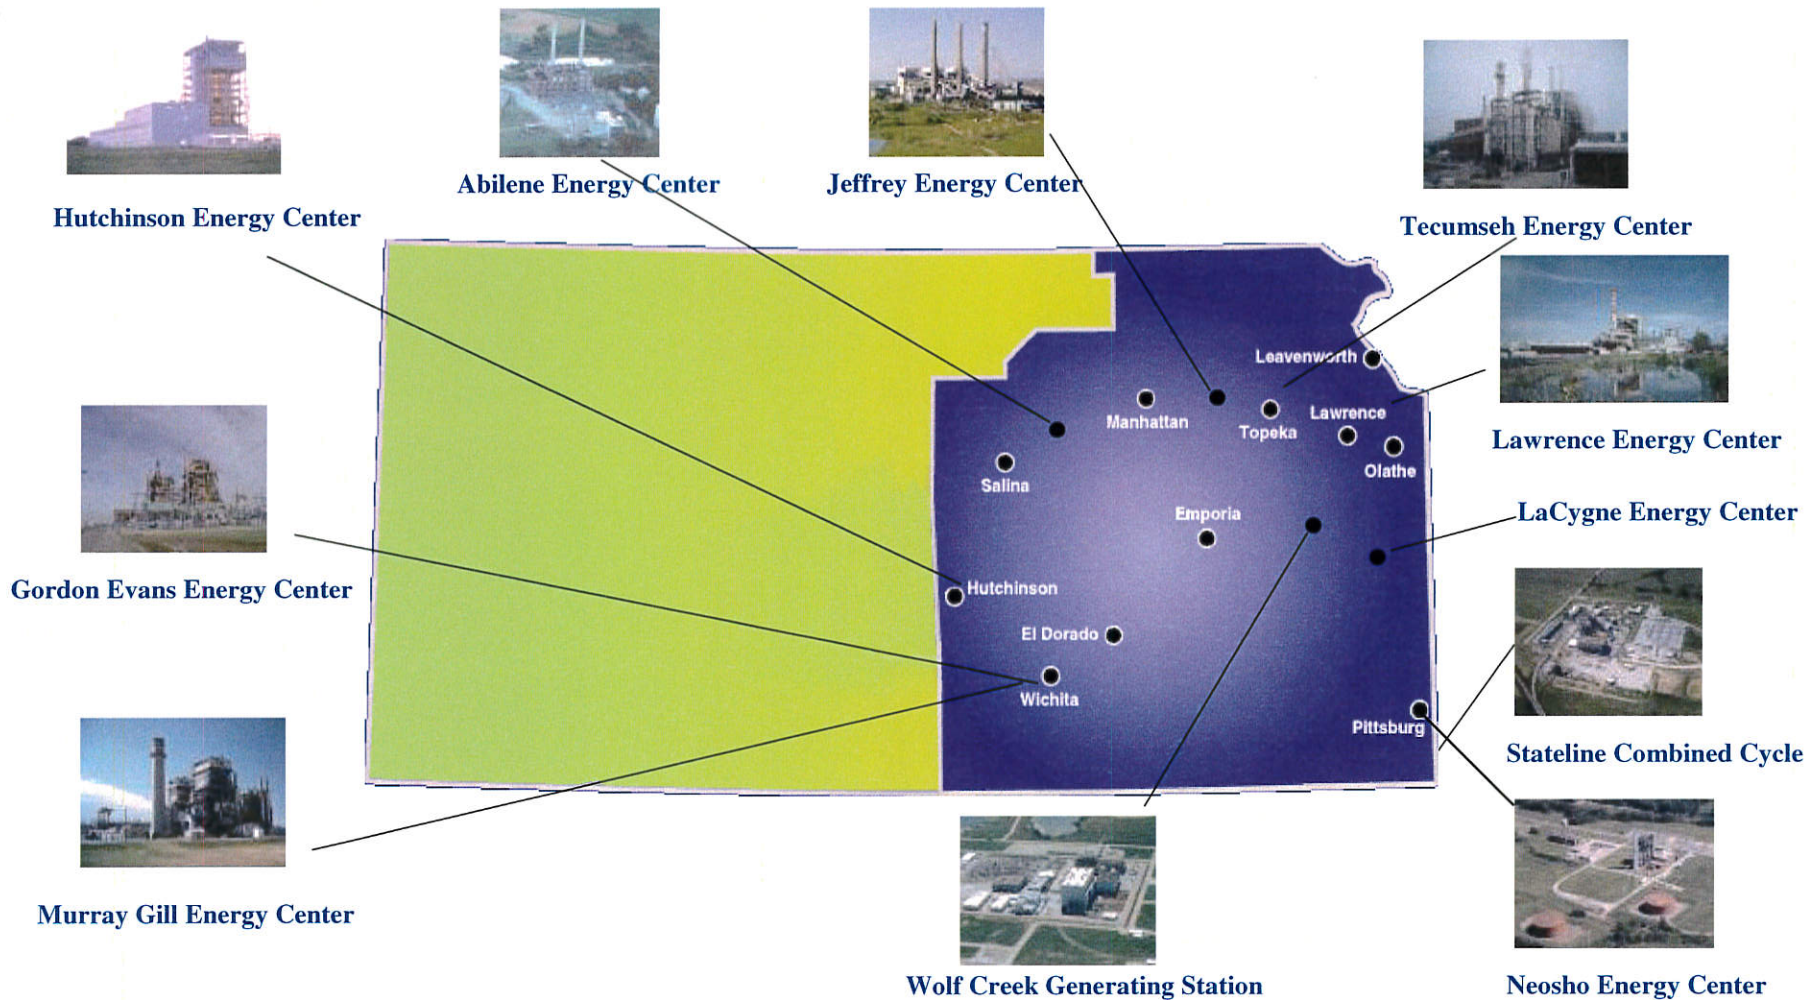 Abilene Energy Center
Jeffrey Energy Center
Hutchinson Energy Center
Tecumseh Energy Center
Leavenworth
Manhattan
Topeka
Lawrence
Lawrence Energy Center
Olathe
Salina
Emporia
LaCygne Energy Center
Gordon Evans Energy Center
Hutchinson
El Dorado
Wichita
Pittsburg
Stateline Combined Cycle
Murray Gill Energy Center
Wolf Creek Generating Station
Neosho Energy Center